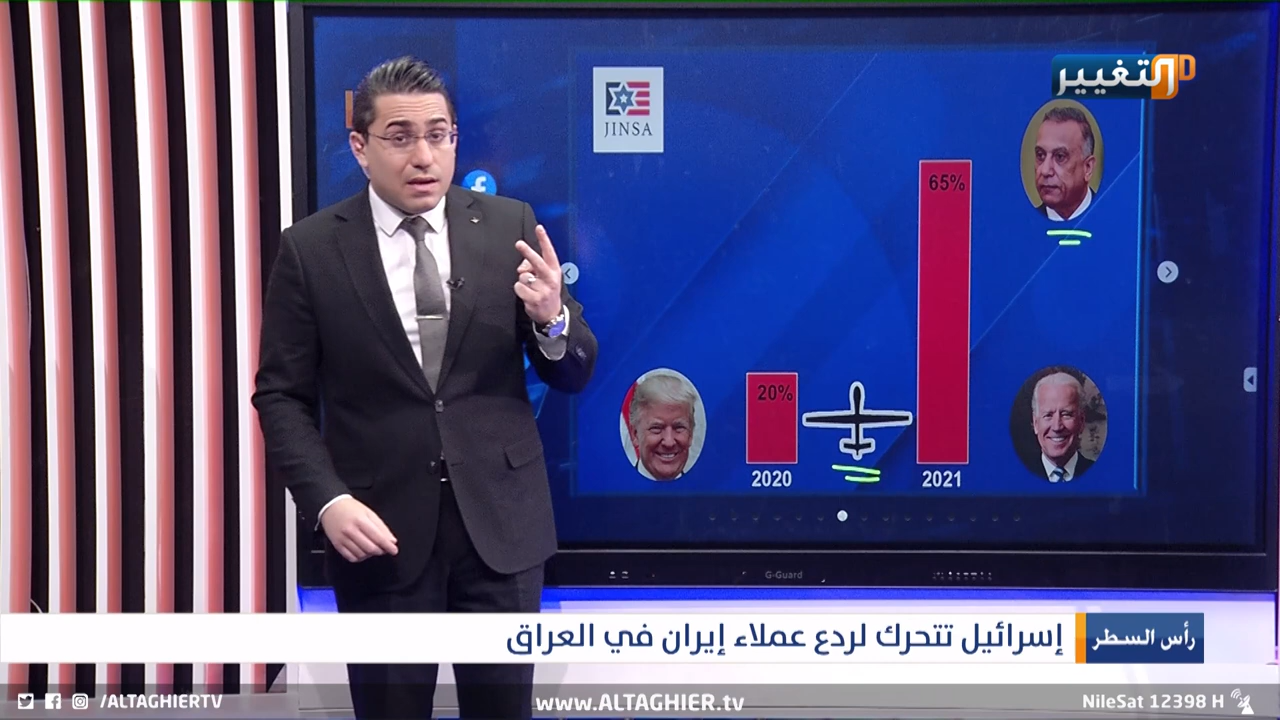 التغيير
JINSA
65%
20%
2020
2021
G-Guard
رأس السطر
إسرائيل تتحرك لردع عملاء إيران في العراق
/ALTAGHIERTV
www.ALTAGHIER.tv
NileSat 12398 H